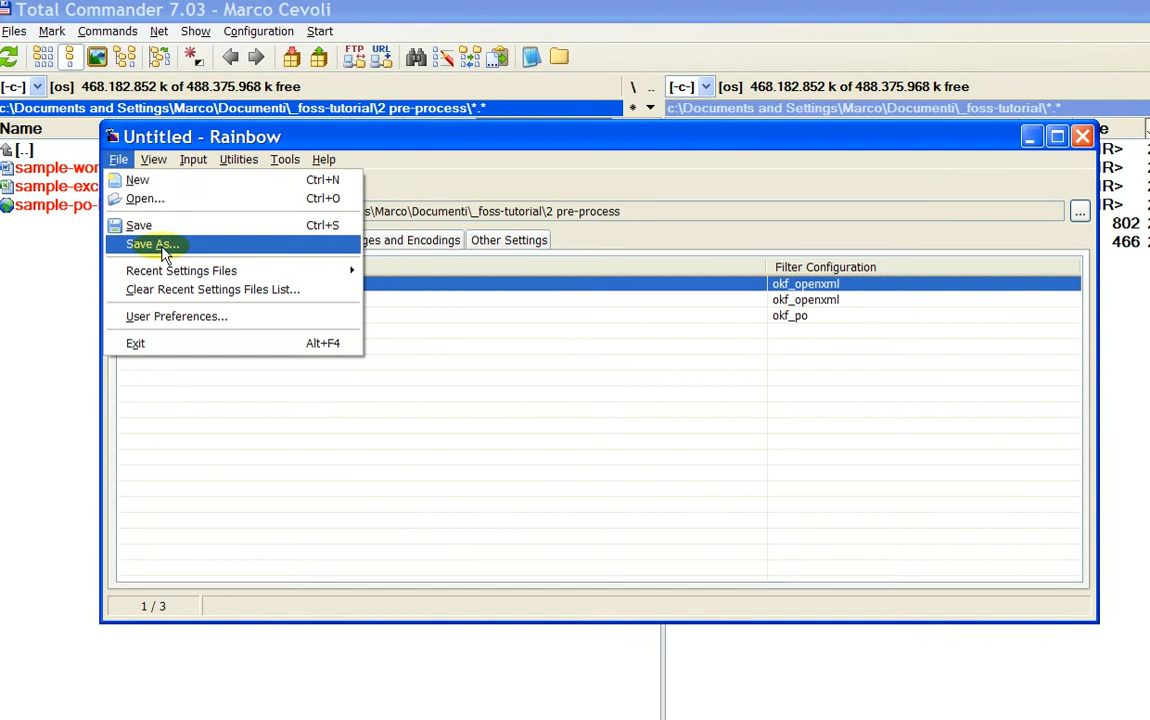 Total Commander 7.03 - Marco Cevoli
Files Mark Commands Net Show Configuration Start
FTP URL
[-c-] [os] 468.182.852 k of 488.375.968 k free \ .. [-c-] [os] 468.182.852 k of 488.375.968 k free
c:\Documents and Settings\Marco\Documenti\_foss-tutorial\2 pre-process\*.* * c:\Documents and Settings\Marco\Documenti\_foss-tutorial\*.*
Name
[..]
sample-wor
sample-exc
sample-po-
R>
R>
R>
802
466
Untitled - Rainbow
File View Input Utilities Tools Help
New Ctrl+N
Open... Ctrl+O
Save Ctrl+S
Save As...
Recent Settings Files
Clear Recent Settings Files List...
User Preferences...
Exit Alt+F4
s\Marco\Documenti\_foss-tutorial\2 pre-process ...
ges and Encodings Other Settings
Filter Configuration
okf_openxml
okf_openxml
okf_po
1 / 3